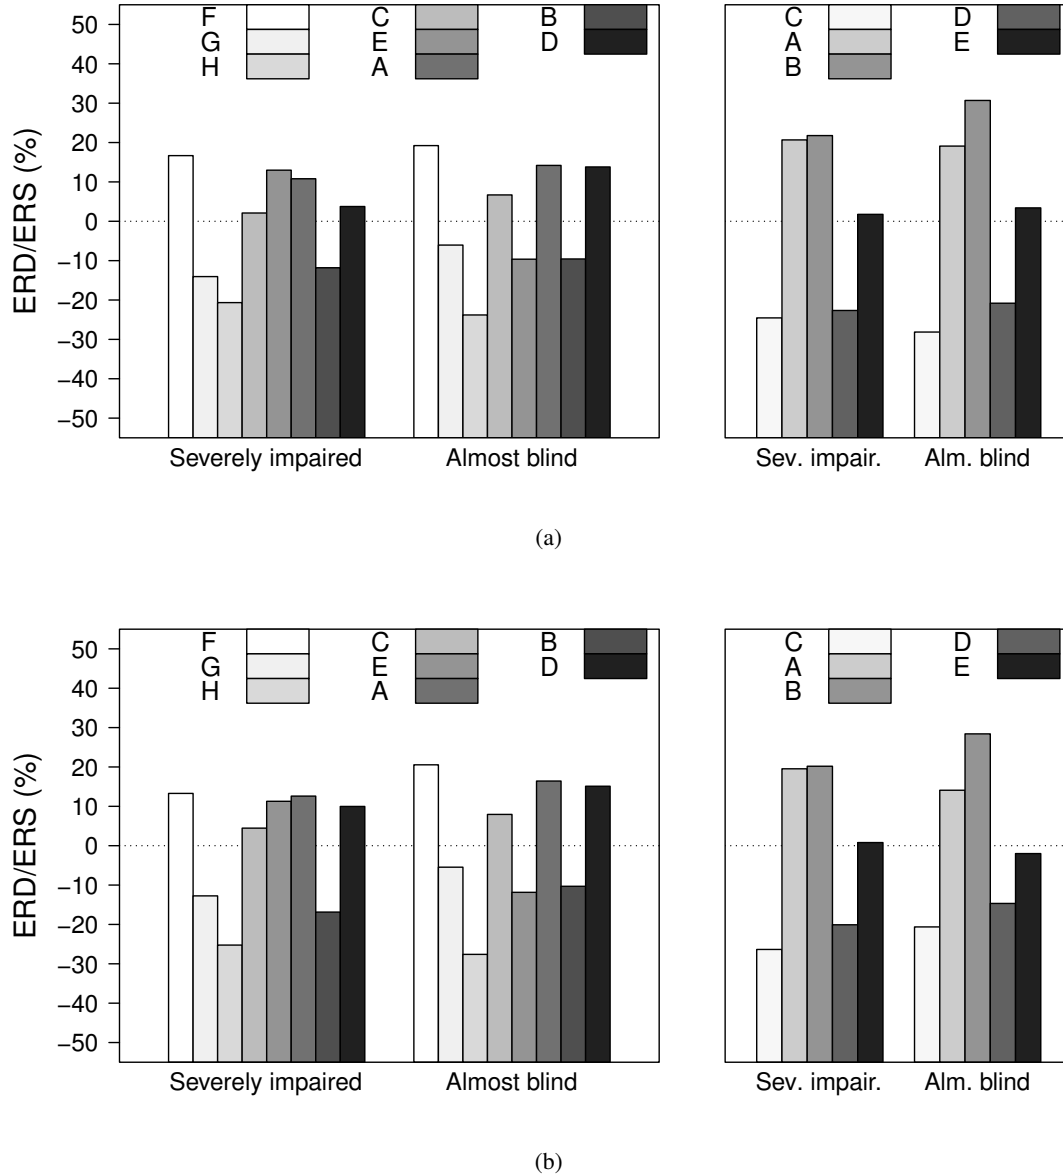 ERD/ERS (%)
50
40
30
20
10
0
−10
−20
−30
−40
−50
F
G
H
C
E
A
B
D
Severely impaired
Almost blind
C
A
B
D
E
Sev. impair.
Alm. blind
(a)
ERD/ERS (%)
50
40
30
20
10
0
−10
−20
−30
−40
−50
F
G
H
C
E
A
B
D
Severely impaired
Almost blind
C
A
B
D
E
Sev. impair.
Alm. blind
(b)